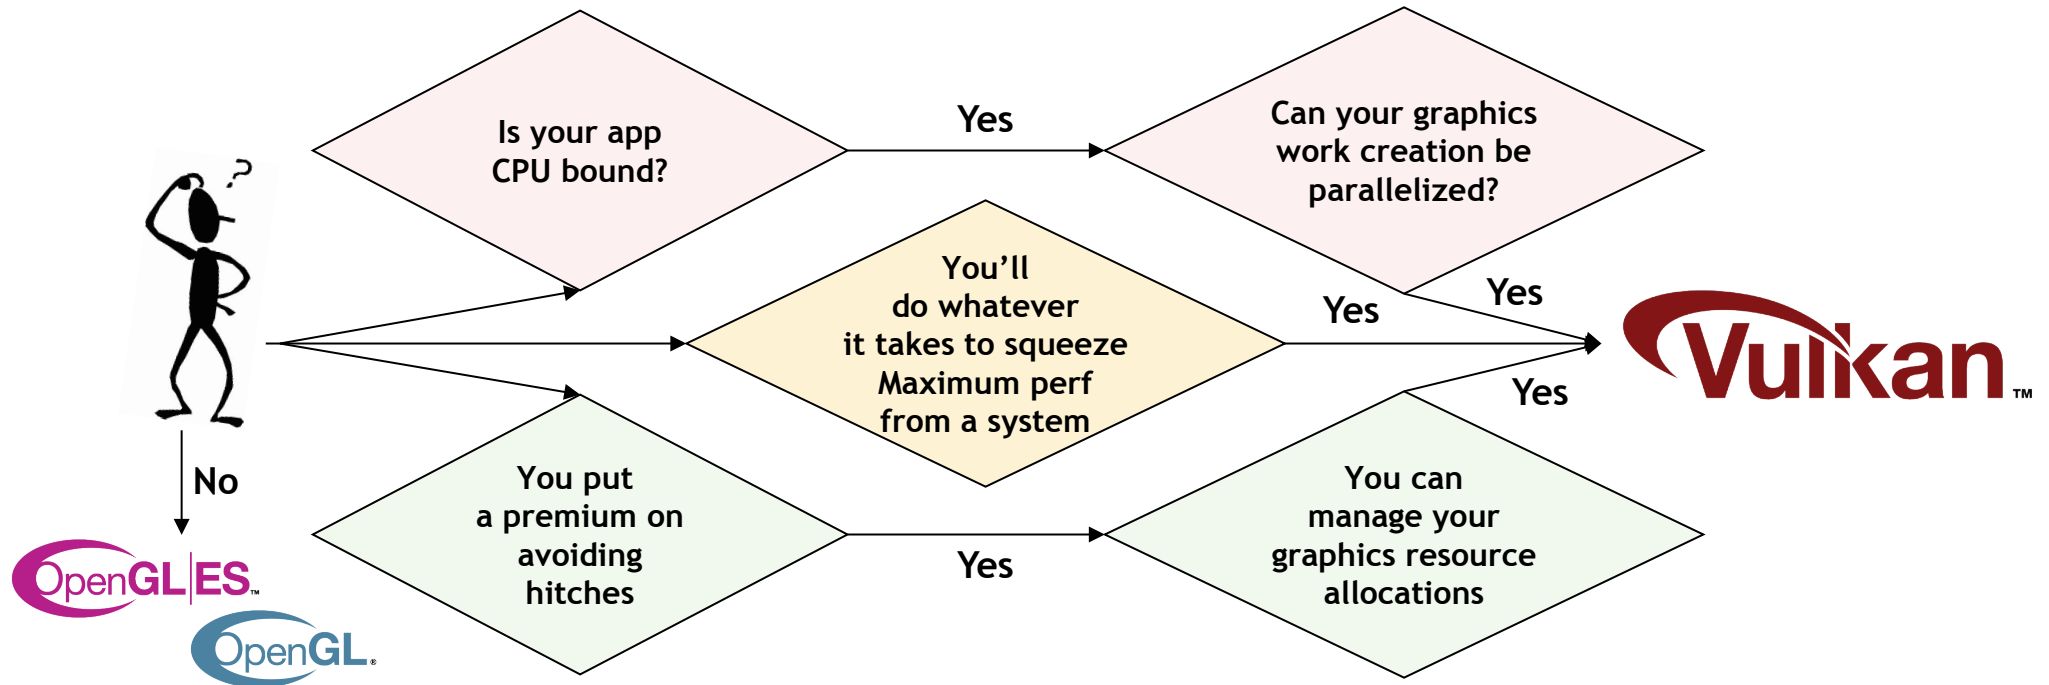 Is your app
CPU bound?
Yes
Can your graphics
work creation be
parallelized?
?
You'll
do whatever
it takes to squeeze
Maximum perf
from a system
Yes
Yes
Vulkan™
No
You put
a premium on
avoiding
hitches
Yes
You can
manage your
graphics resource
allocations
Yes
OpenGL|ES™
OpenGL®